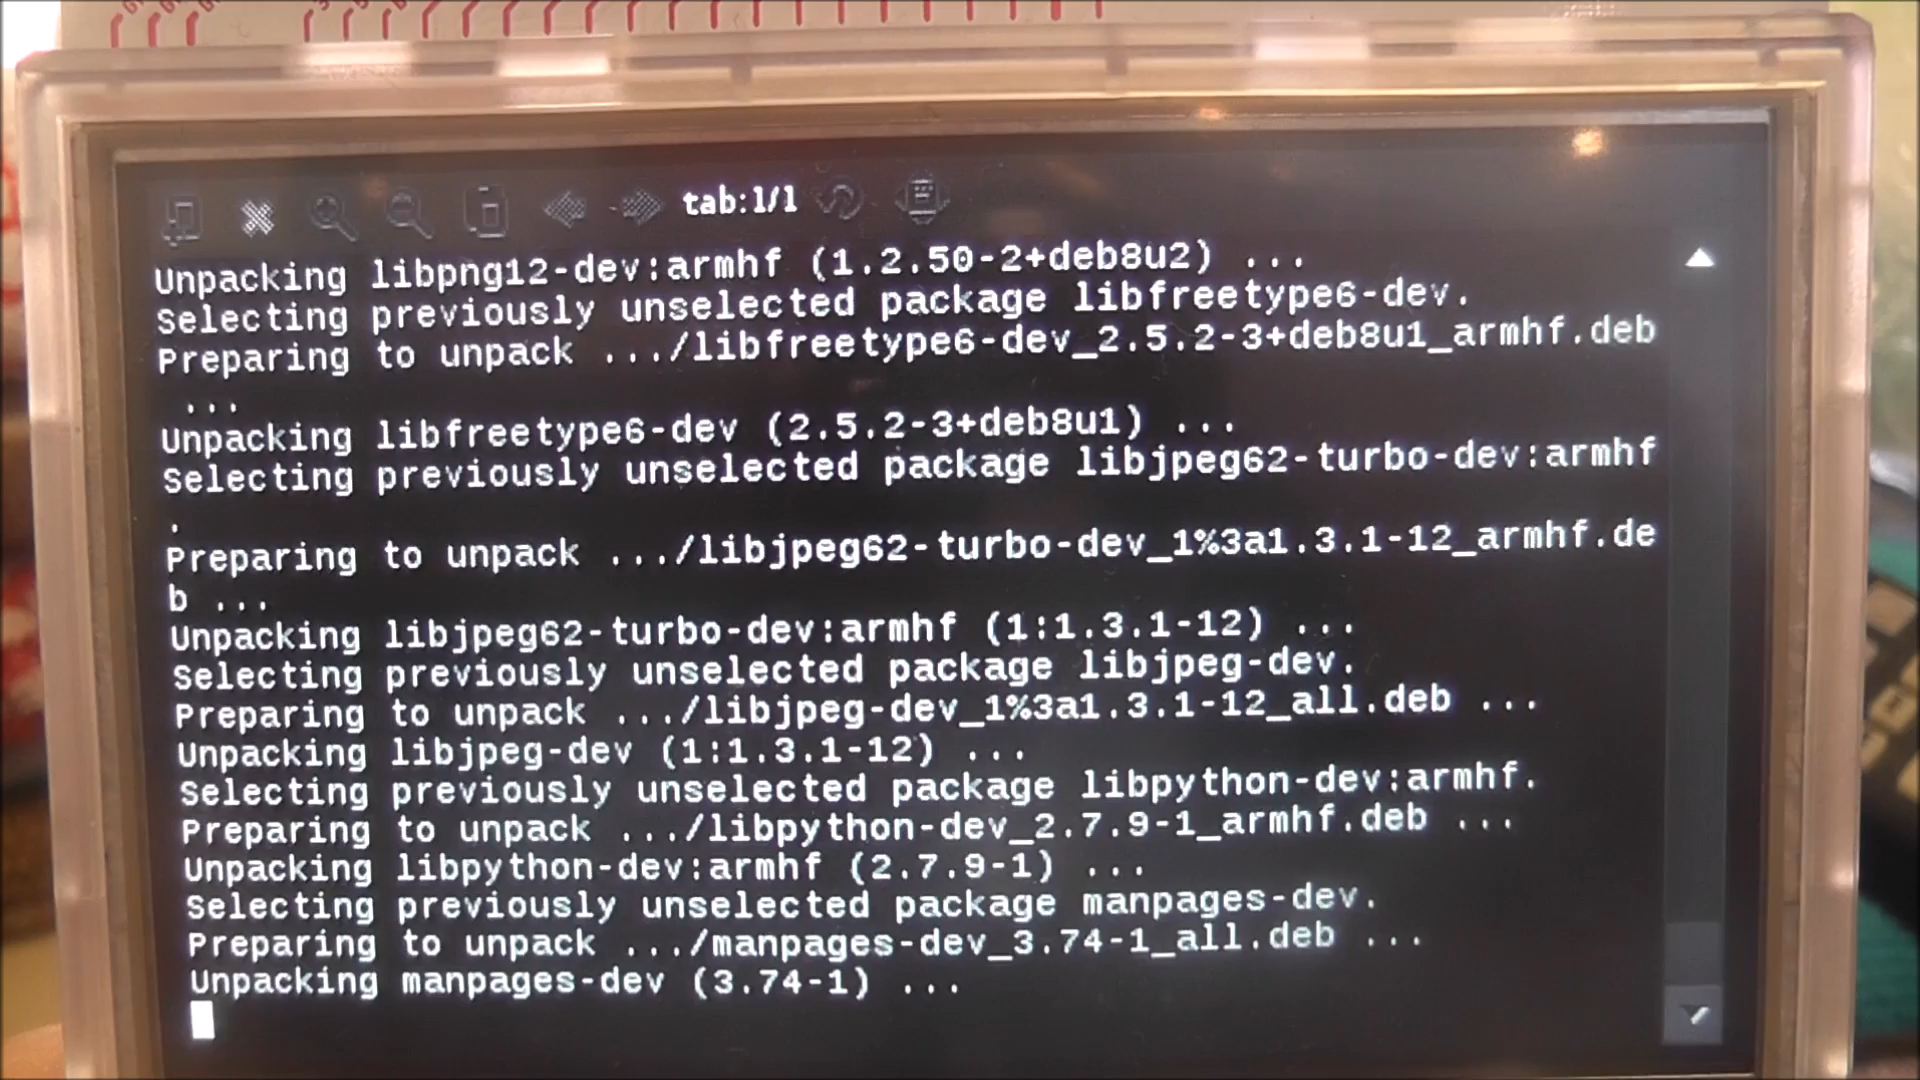 tab:1/1
Unpacking libpng12-dev:armhf (1.2.50-2+deb8u2) ...
Selecting previously unselected package libfreetype6-dev.
Preparing to unpack .../libfreetype6-dev_2.5.2-3+deb8u1_armhf.deb
...
Unpacking libfreetype6-dev (2.5.2-3+deb8u1) ...
Selecting previously unselected package libjpeg62-turbo-dev:armhf
.
Preparing to unpack .../libjpeg62-turbo-dev_1%3a1.3.1-12_armhf.de
b ...
Unpacking libjpeg62-turbo-dev:armhf (1:1.3.1-12) ...
Selecting previously unselected package libjpeg-dev.
Preparing to unpack .../libjpeg-dev_1%3a1.3.1-12_all.deb ...
Unpacking libjpeg-dev (1:1.3.1-12) ...
Selecting previously unselected package libpython-dev:armhf.
Preparing to unpack .../libpython-dev_2.7.9-1_armhf.deb ...
Unpacking libpython-dev:armhf (2.7.9-1) ...
Selecting previously unselected package manpages-dev.
Preparing to unpack .../manpages-dev_3.74-1_all.deb ...
Unpacking manpages-dev (3.74-1) ...